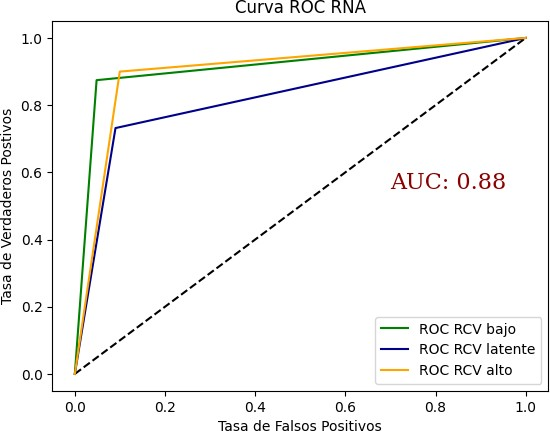 Curva ROC RNA
Tasa de Verdaderos Postivos
1.0
0.8
0.6
0.4
0.2
0.0
AUC: 0.88
ROC RCV bajo
ROC RCV latente
ROC RCV alto
0.0 0.2 0.4 0.6 0.8 1.0
Tasa de Falsos Positivos